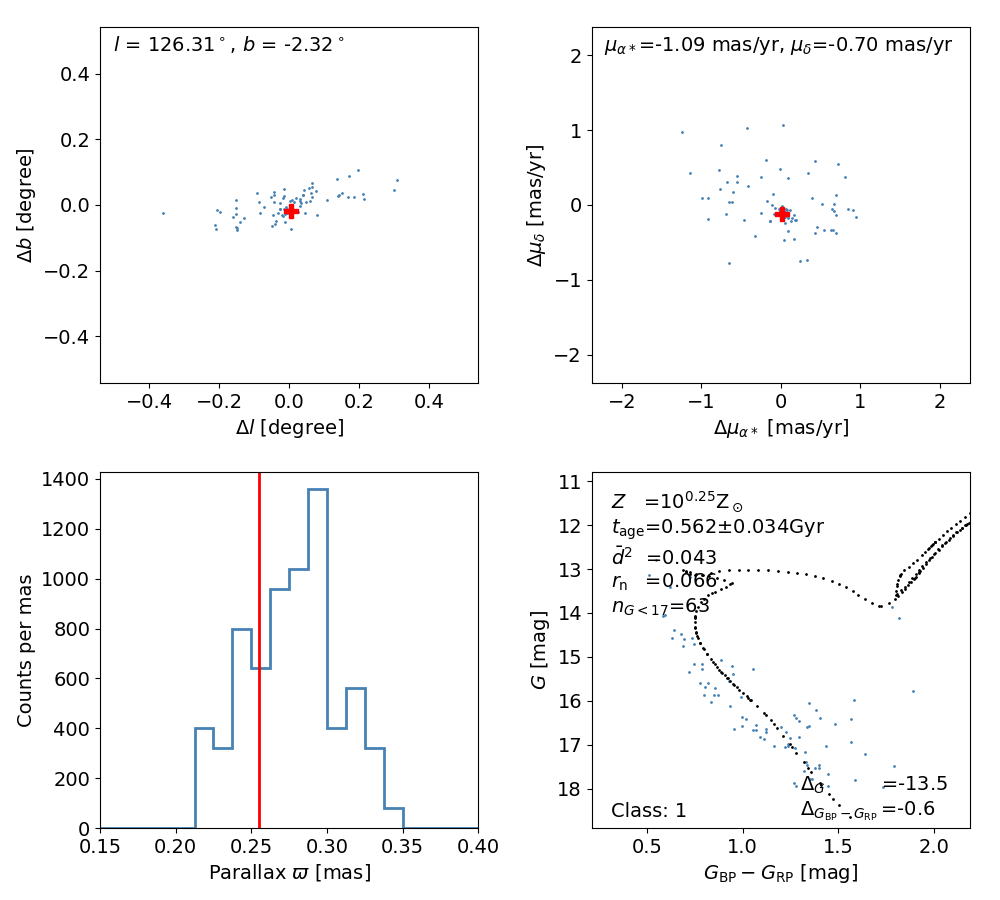 l = 126.31°, b = -2.32°
0.4
0.2
0.0
−0.2
−0.4
Δb [degree]
−0.4 −0.2 0.0 0.2 0.4
Δl [degree]
μα*=-1.09 mas/yr, μδ=-0.70 mas/yr
2
1
0
−1
−2
Δμδ [mas/yr]
−2 −1 0 1 2
Δμα* [mas/yr]
1400
1200
1000
800
600
400
200
0
Counts per mas
0.15 0.20 0.25 0.30 0.35 0.40
Parallax ϖ [mas]
11
12
13
14
15
16
17
18
G [mag]
Z =10^0.25 Z⊙
t_age=0.562±0.034Gyr
d̄² =0.043
r_n =0.066
n_G<17=63
Δ_G =-13.5
Δ_GBP−GRP =-0.6
Class: 1
0.5 1.0 1.5 2.0
G_BP − G_RP [mag]